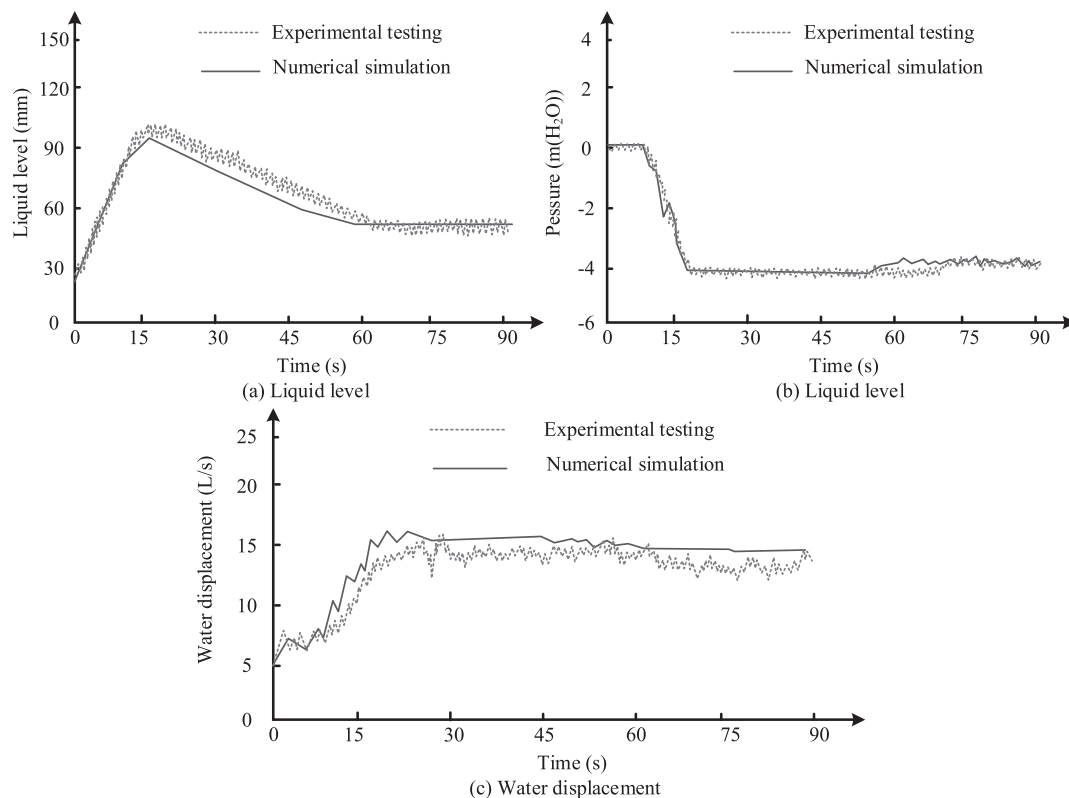 150
120
90
60
30
0
Liquid level (mm)
Experimental testing
Numerical simulation
0 15 30 45 60 75 90
Time (s)
(a) Liquid level
4
2
0
-2
-4
-6
Pessure (m(H₂O))
Experimental testing
Numerical simulation
0 15 30 45 60 75 90
Time (s)
(b) Liquid level
25
20
15
10
5
0
Water displacement (L/s)
Experimental testing
Numerical simulation
0 15 30 45 60 75 90
Time (s)
(c) Water displacement